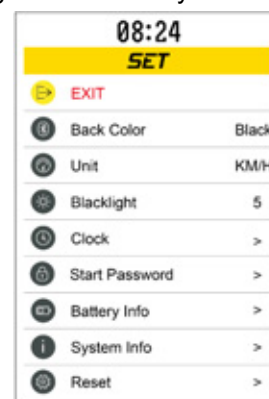 08:24
SET
EXIT
Back Color Black
Unit KM/H
Blacklight 5
Clock >
Start Password >
Battery Info >
System Info >
Reset >